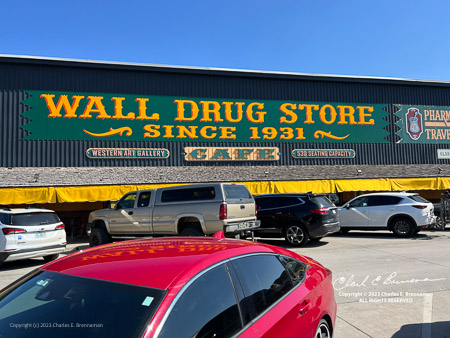 WALL DRUG STORE
SINCE 1931
WESTERN ART GALLERY
CAFE
530 SEATING CAPACITY
PHARM
TRAVE
Charles E. Brenneman
Copyright © 2023
ALL RIGHTS RESERVED
Copyright (c) 2023 Charles E. Brenneman